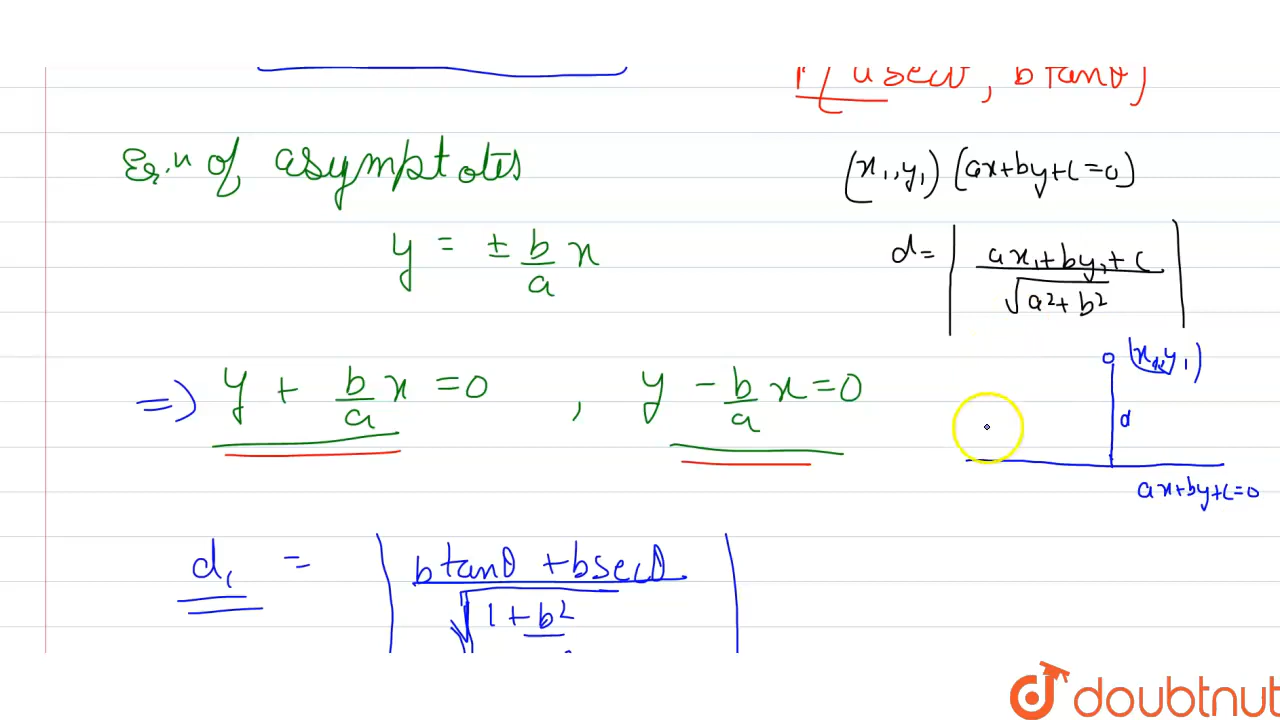 P(a secθ, b tanθ)
Eq.n of asymptotes
(x₁, y₁) (ax+by+c=0)
y = ± b/a x
d = | ax₁+by₁+c / √a²+b² |
(x₁, y₁)
=> y + b/a x = 0 , y - b/a x = 0
d
ax+by+c=0
d₁ = | b tanθ + b secθ / √1 + b²
doubtnut